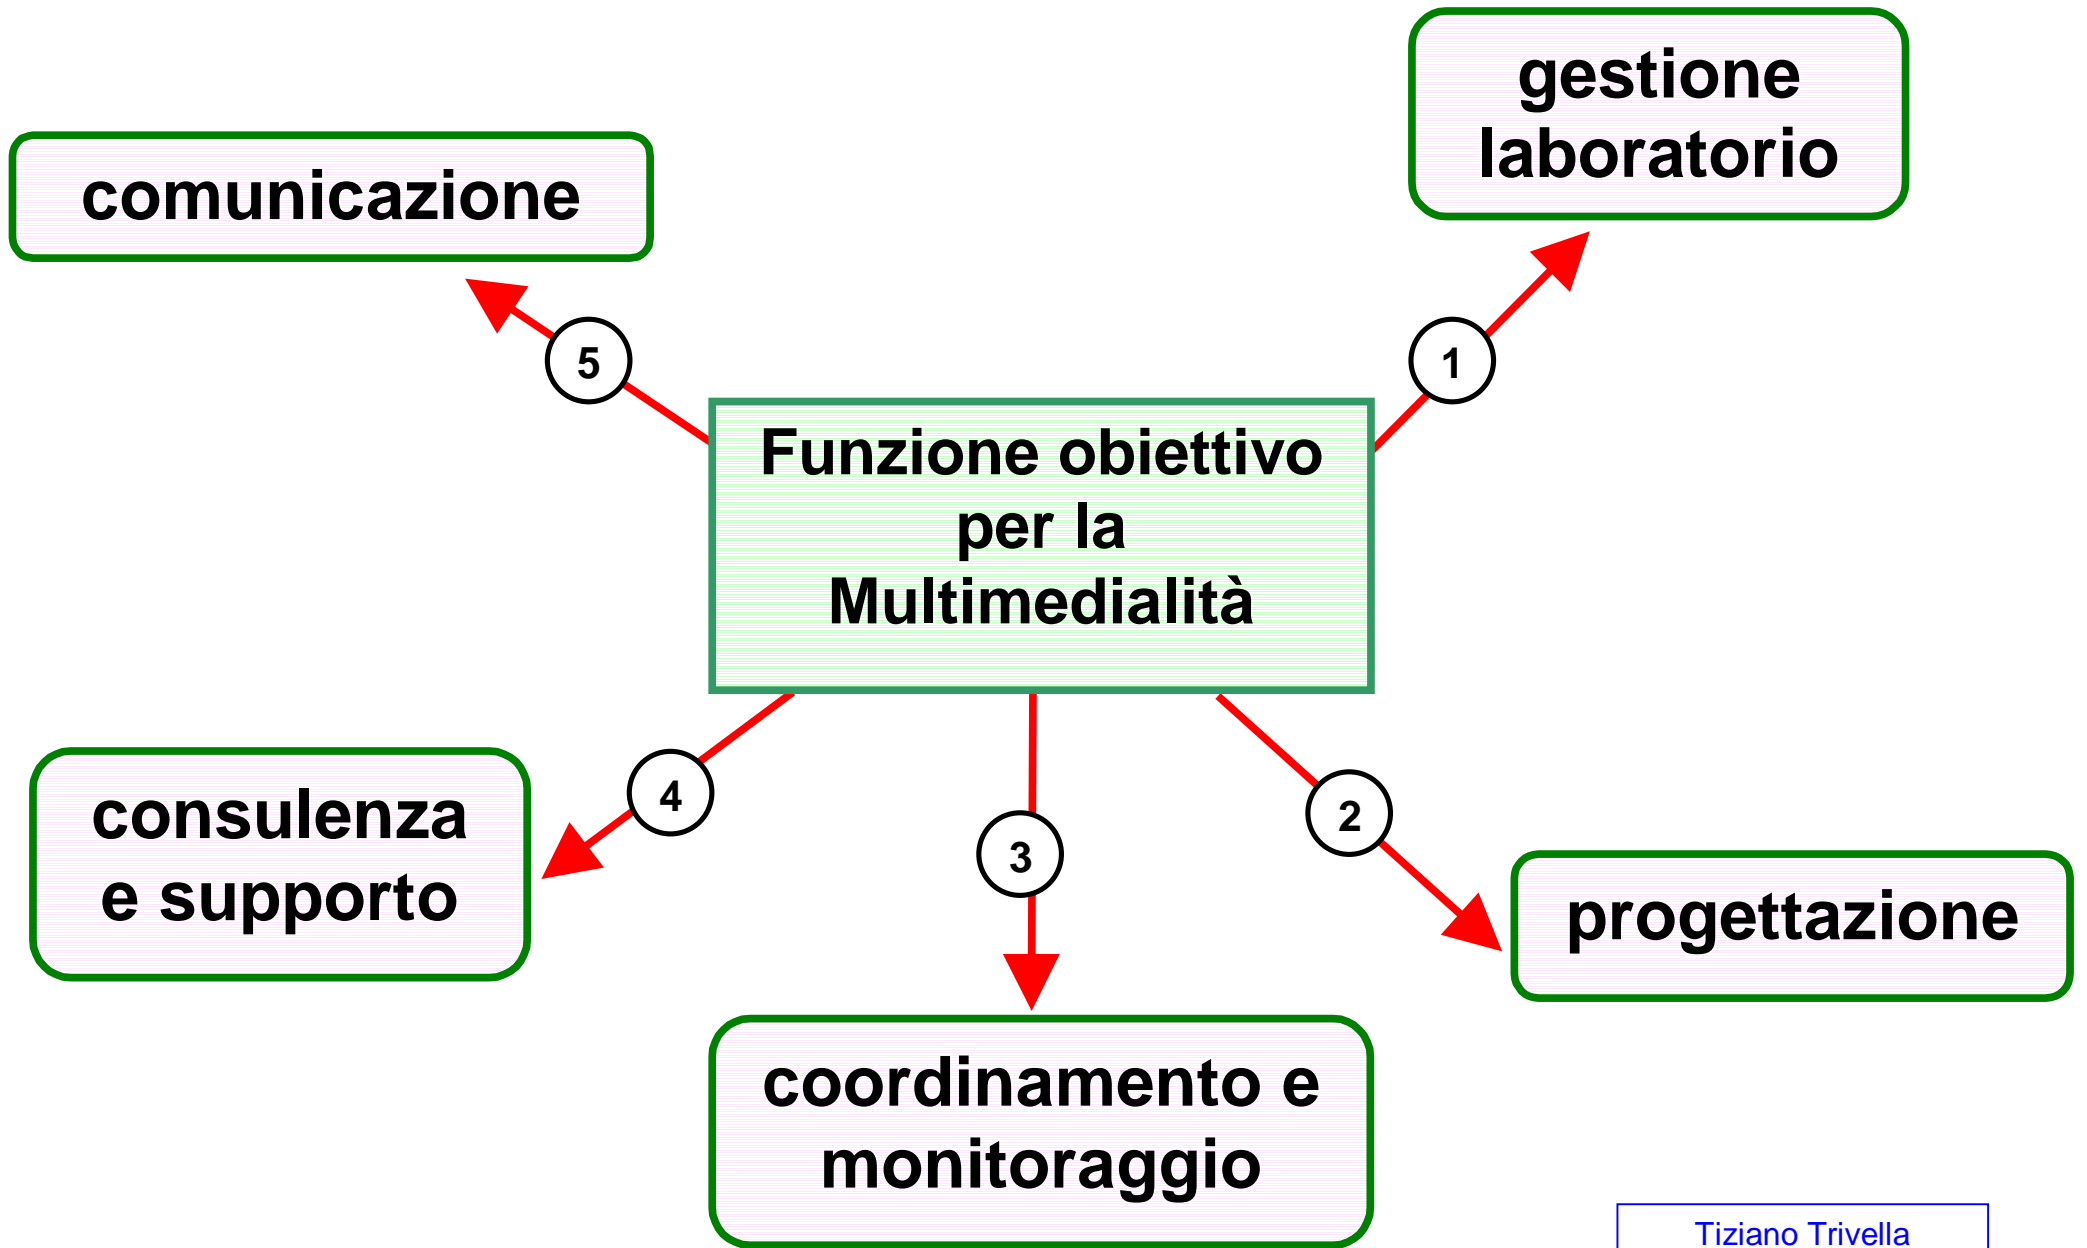 gestione
laboratorio
comunicazione
5
1
Funzione obiettivo
per la
Multimedialità
4
3
2
consulenza
e supporto
progettazione
coordinamento e
monitoraggio
Tiziano Trivella